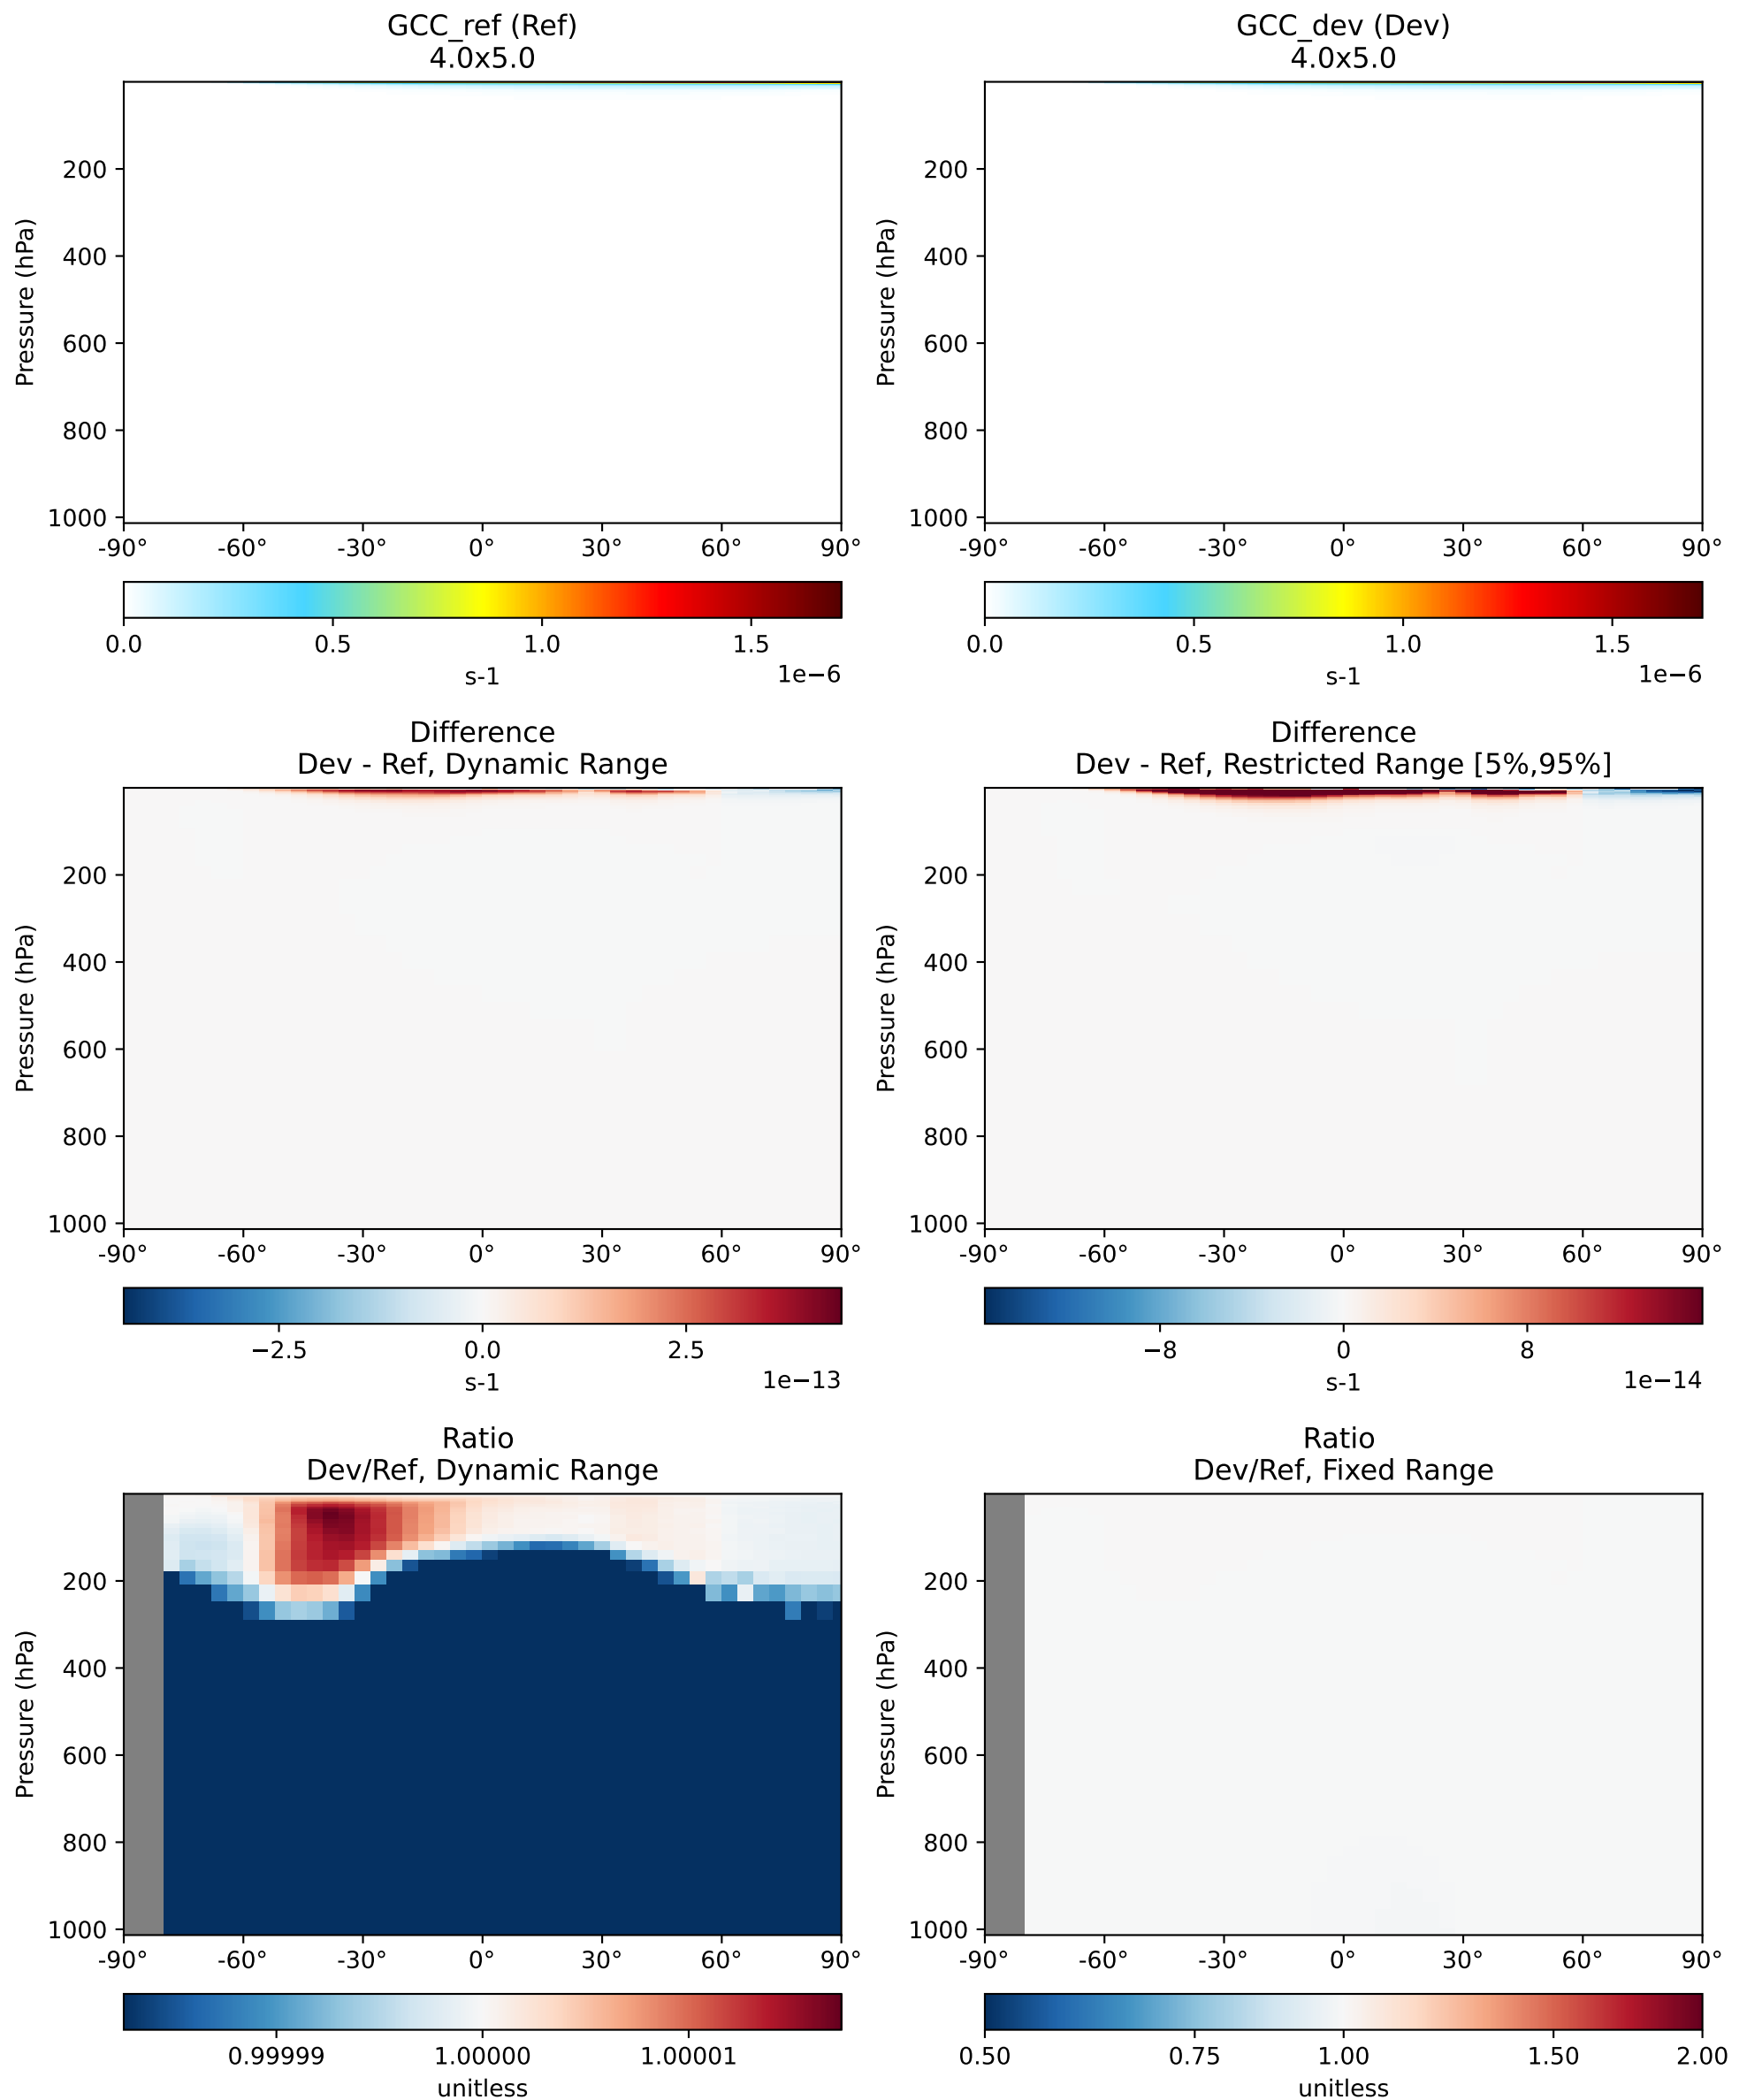 GCC_ref (Ref)
4.0x5.0
GCC_dev (Dev)
4.0x5.0
Pressure (hPa)
200
400
600
800
1000
-90° -60° -30° 0° 30° 60° 90°
0.0 0.5 1.0 1.5
s-1
1e−6
Pressure (hPa)
200
400
600
800
1000
-90° -60° -30° 0° 30° 60° 90°
0.0 0.5 1.0 1.5
s-1
1e−6
Difference
Dev - Ref, Dynamic Range
Difference
Dev - Ref, Restricted Range [5%,95%]
Pressure (hPa)
200
400
600
800
1000
-90° -60° -30° 0° 30° 60° 90°
−2.5 0.0 2.5
s-1
1e−13
Pressure (hPa)
200
400
600
800
1000
-90° -60° -30° 0° 30° 60° 90°
−8 0 8
s-1
1e−14
Ratio
Dev/Ref, Dynamic Range
Ratio
Dev/Ref, Fixed Range
Pressure (hPa)
200
400
600
800
1000
-90° -60° -30° 0° 30° 60° 90°
0.99999 1.00000 1.00001
unitless
Pressure (hPa)
200
400
600
800
1000
-90° -60° -30° 0° 30° 60° 90°
0.50 0.75 1.00 1.50 2.00
unitless